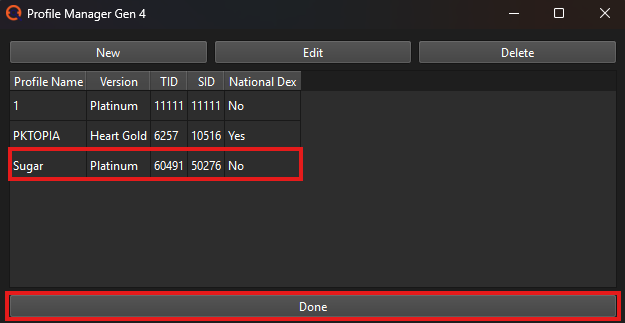 Profile Manager Gen 4
New Edit Delete
Profile Name Version TID SID National Dex
1 Platinum 11111 11111 No
PKTOPIA Heart Gold 6257 10516 Yes
Sugar Platinum 60491 50276 No
Done